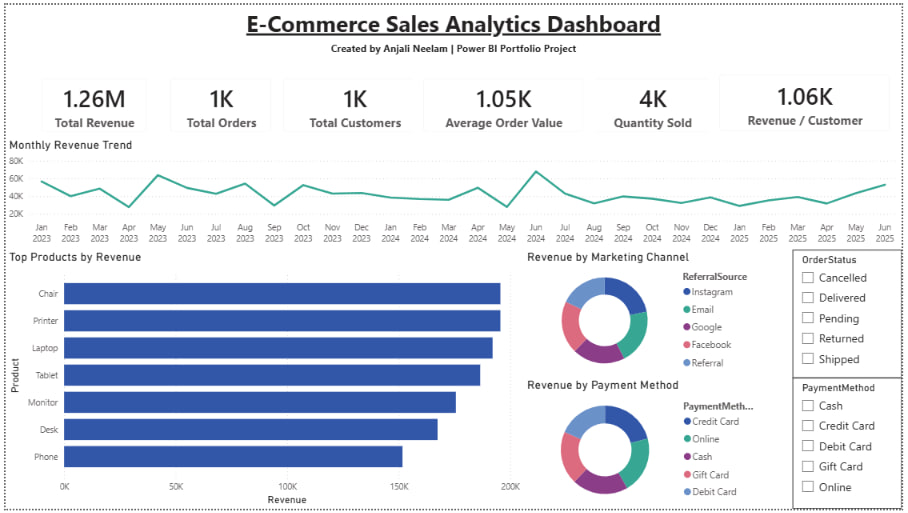 E-Commerce Sales Analytics Dashboard
Created by Anjali Neelam | Power BI Portfolio Project
1.26M
Total Revenue
1K
Total Orders
1K
Total Customers
1.05K
Average Order Value
4K
Quantity Sold
1.06K
Revenue / Customer
Monthly Revenue Trend
80K
60K
40K
20K
Jan Feb Mar Apr May Jun Jul Aug Sep Oct Nov Dec Jan Feb Mar Apr May Jun Jul Aug Sep Oct Nov Dec Jan Feb Mar Apr May Jun
2023 2023 2023 2023 2023 2023 2023 2023 2023 2023 2023 2023 2024 2024 2024 2024 2024 2024 2024 2024 2024 2024 2024 2024 2025 2025 2025 2025 2025 2025
Top Products by Revenue
Product
Chair
Printer
Laptop
Tablet
Monitor
Desk
Phone
0K 50K 100K 150K 200K
Revenue
Revenue by Marketing Channel
ReferralSource
Instagram
Email
Google
Facebook
Referral
Revenue by Payment Method
PaymentMeth...
Credit Card
Online
Cash
Gift Card
Debit Card
OrderStatus
Cancelled
Delivered
Pending
Returned
Shipped
PaymentMethod
Cash
Credit Card
Debit Card
Gift Card
Online